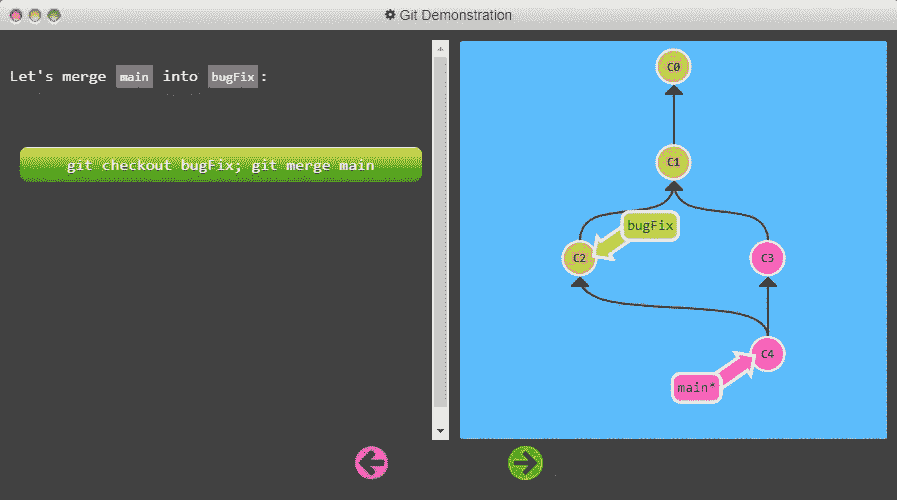 Git Demonstration
Let's merge main into bugFix:
git checkout bugFix; git merge main
C0
C1
bugFix
C2
C3
C4
main*